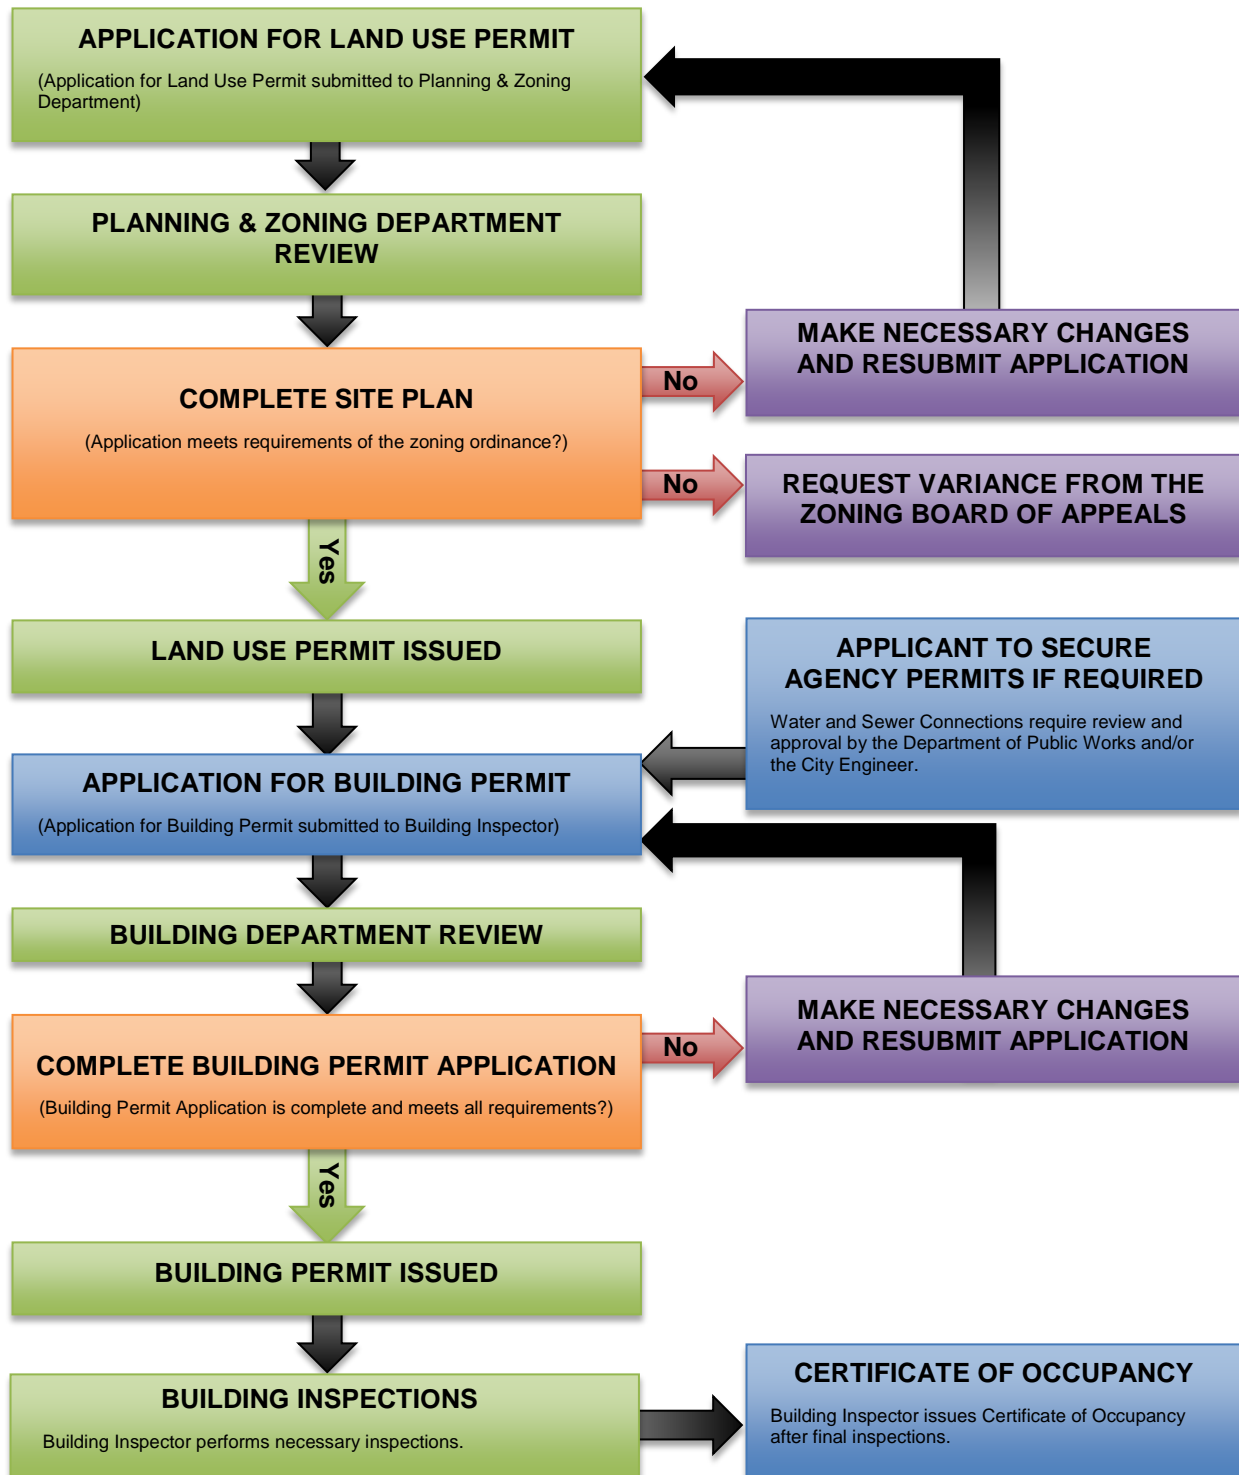 APPLICATION FOR LAND USE PERMIT
(Application for Land Use Permit submitted to Planning & Zoning
Department)
PLANNING & ZONING DEPARTMENT
REVIEW
MAKE NECESSARY CHANGES
AND RESUBMIT APPLICATION
No
COMPLETE SITE PLAN
(Application meets requirements of the zoning ordinance?)
No
REQUEST VARIANCE FROM THE
ZONING BOARD OF APPEALS
Yes
LAND USE PERMIT ISSUED
APPLICANT TO SECURE
AGENCY PERMITS IF REQUIRED
Water and Sewer Connections require review and
approval by the Department of Public Works and/or
the City Engineer.
APPLICATION FOR BUILDING PERMIT
(Application for Building Permit submitted to Building Inspector)
BUILDING DEPARTMENT REVIEW
MAKE NECESSARY CHANGES
AND RESUBMIT APPLICATION
No
COMPLETE BUILDING PERMIT APPLICATION
(Building Permit Application is complete and meets all requirements?)
Yes
BUILDING PERMIT ISSUED
BUILDING INSPECTIONS
Building Inspector performs necessary inspections.
CERTIFICATE OF OCCUPANCY
Building Inspector issues Certificate of Occupancy
after final inspections.